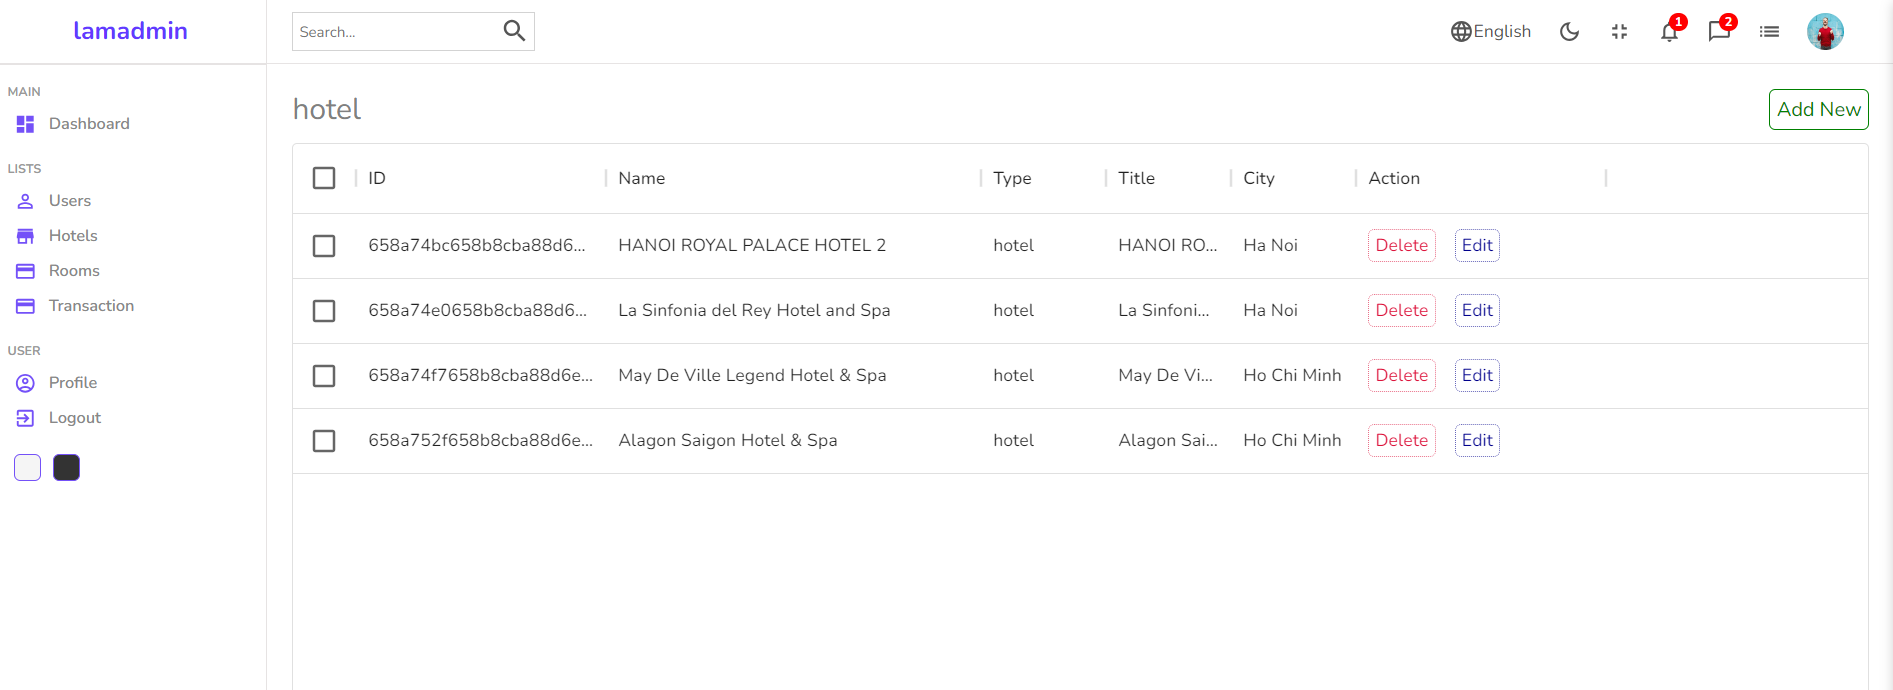 lamadmin
Search...
English
1
2
MAIN
Dashboard
LISTS
Users
Hotels
Rooms
Transaction
USER
Profile
Logout
hotel
Add New
ID Name Type Title City Action
658a74bc658b8cba88d6... HANOI ROYAL PALACE HOTEL 2 hotel HANOI RO... Ha Noi Delete Edit
658a74e0658b8cba88d6... La Sinfonia del Rey Hotel and Spa hotel La Sinfoni... Ha Noi Delete Edit
658a74f7658b8cba88d6e... May De Ville Legend Hotel & Spa hotel May De Vi... Ho Chi Minh Delete Edit
658a752f658b8cba88d6e... Alagon Saigon Hotel & Spa hotel Alagon Sai... Ho Chi Minh Delete Edit